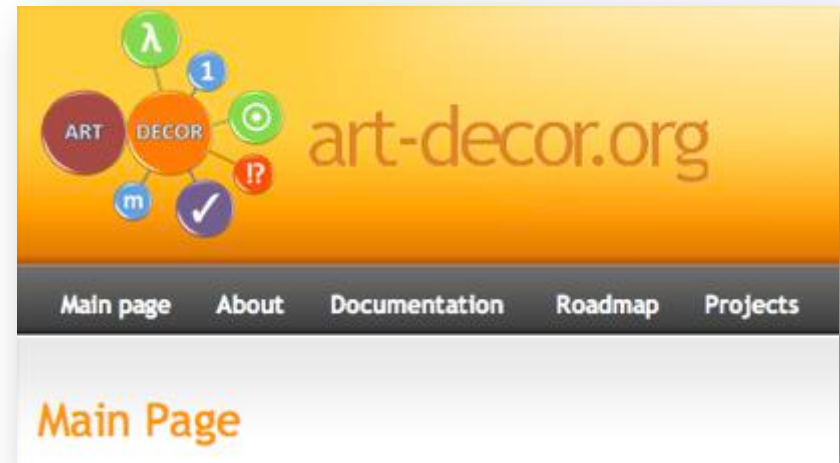 λ
1
ART DECOR
!?
m
art-decor.org
Main page About Documentation Roadmap Projects
Main Page